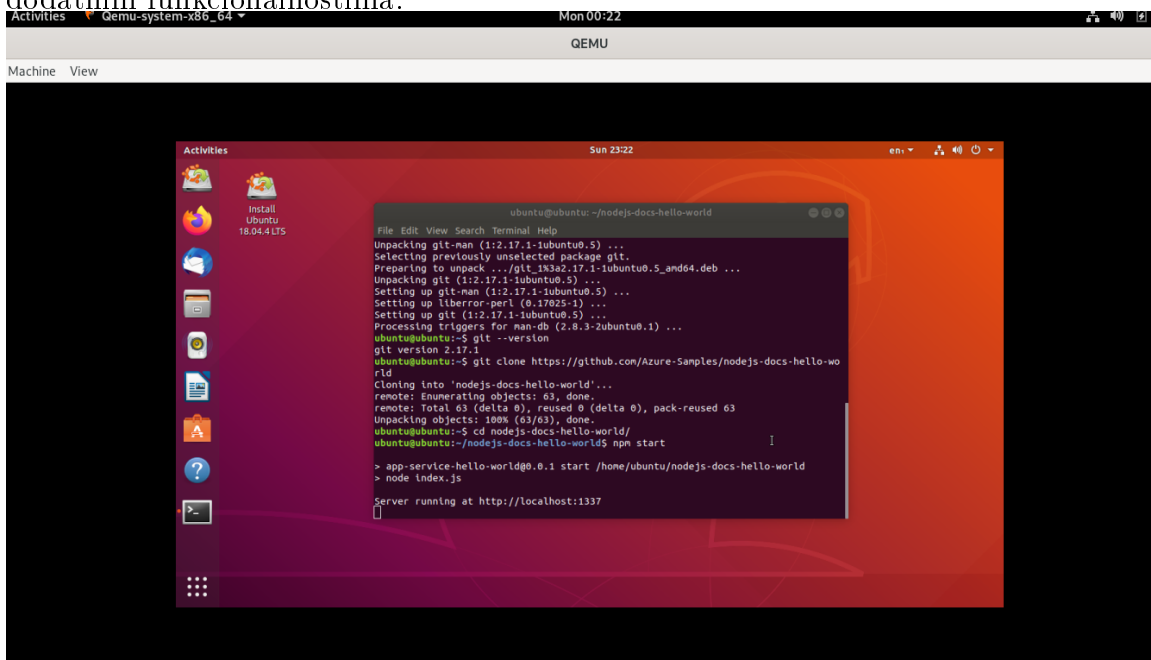 dodatnim funkcionalnostima.
Activities Qemu-system-x86_64 Mon 00:22
QEMU
Machine View
Activities Sun 23:22 en₁
Install
Ubuntu
18.04.4 LTS
ubuntu@ubuntu: ~/nodejs-docs-hello-world
File Edit View Search Terminal Help
Unpacking git-man (1:2.17.1-1ubuntu0.5) ...
Selecting previously unselected package git.
Preparing to unpack .../git_1%3a2.17.1-1ubuntu0.5_amd64.deb ...
Unpacking git (1:2.17.1-1ubuntu0.5) ...
Setting up git-man (1:2.17.1-1ubuntu0.5) ...
Setting up liberror-perl (0.17025-1) ...
Setting up git (1:2.17.1-1ubuntu0.5) ...
Processing triggers for man-db (2.8.3-2ubuntu0.1) ...
ubuntu@ubuntu:~$ git --version
git version 2.17.1
ubuntu@ubuntu:~$ git clone https://github.com/Azure-Samples/nodejs-docs-hello-wo
rld
Cloning into 'nodejs-docs-hello-world'...
remote: Enumerating objects: 63, done.
remote: Total 63 (delta 0), reused 0 (delta 0), pack-reused 63
Unpacking objects: 100% (63/63), done.
ubuntu@ubuntu:~$ cd nodejs-docs-hello-world/
ubuntu@ubuntu:~/nodejs-docs-hello-world$ npm start
> app-service-hello-world@0.0.1 start /home/ubuntu/nodejs-docs-hello-world
> node index.js
Server running at http://localhost:1337